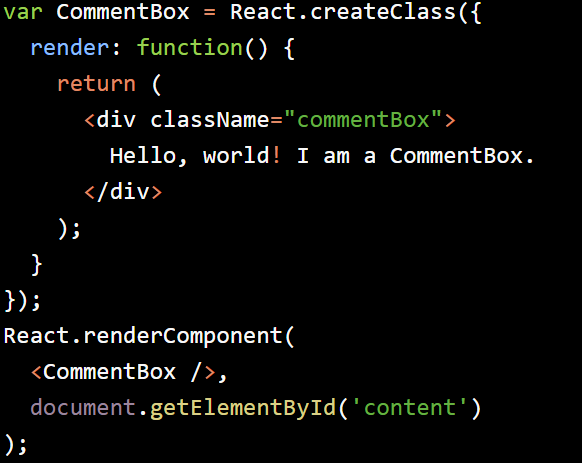 var CommentBox = React.createClass({
  render: function() {
    return (
      <div className="commentBox">
        Hello, world! I am a CommentBox.
      </div>
    );
  }
});
React.renderComponent(
  <CommentBox />,
  document.getElementById('content')
);